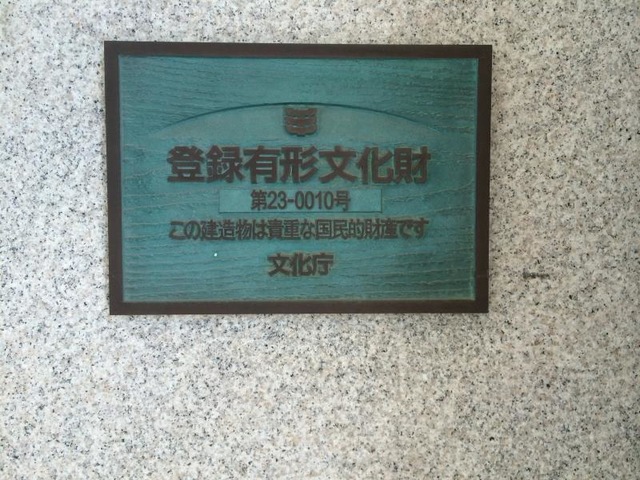 登録有形文化財
第23-0010号
この建造物は貴重な国民的財産です
文化庁